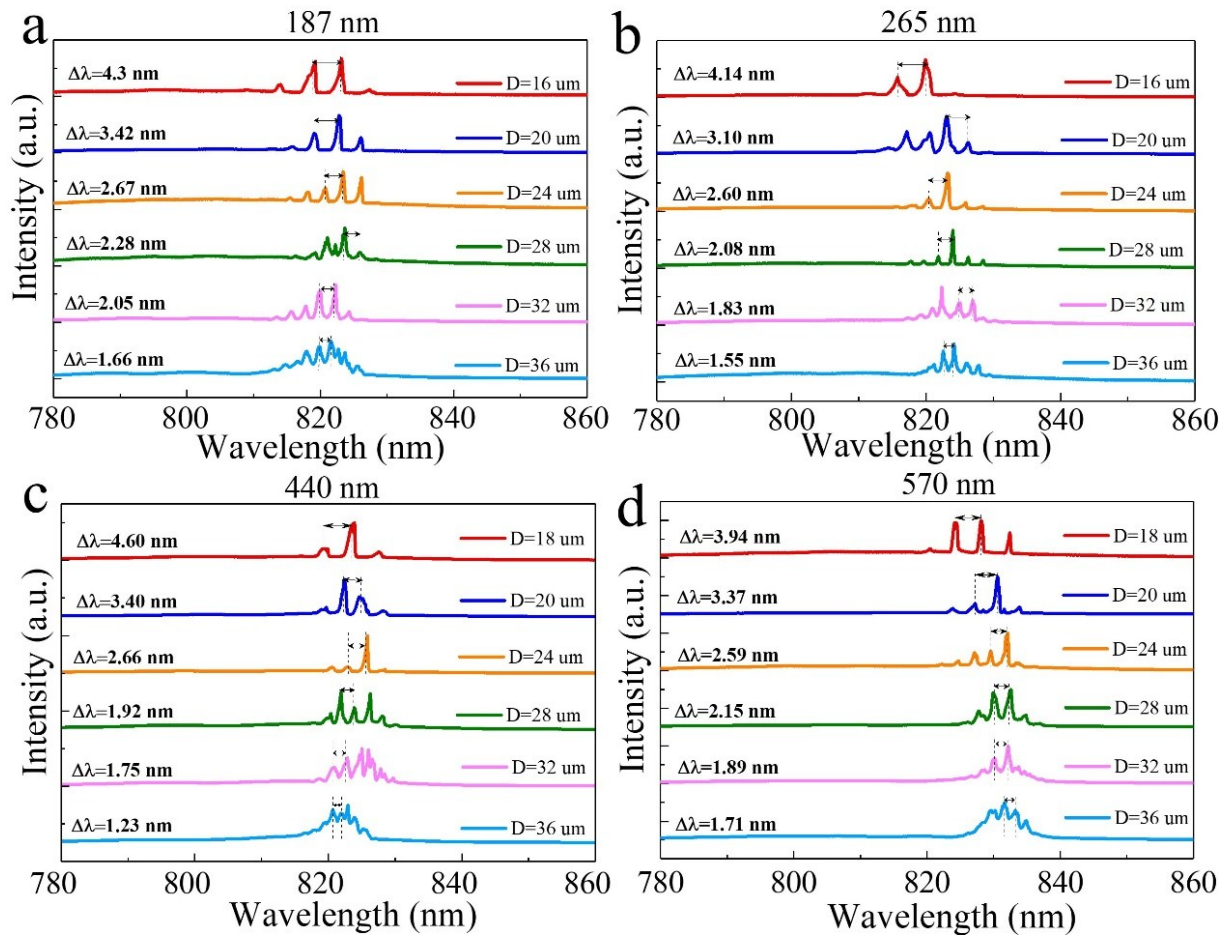 a
187 nm
Intensity (a.u.)
Δλ=4.3 nm
D=16 um
Δλ=3.42 nm
D=20 um
Δλ=2.67 nm
D=24 um
Δλ=2.28 nm
D=28 um
Δλ=2.05 nm
D=32 um
Δλ=1.66 nm
D=36 um
780 800 820 840 860
Wavelength (nm)
b
265 nm
Intensity (a.u.)
Δλ=4.14 nm
D=16 um
Δλ=3.10 nm
D=20 um
Δλ=2.60 nm
D=24 um
Δλ=2.08 nm
D=28 um
Δλ=1.83 nm
D=32 um
Δλ=1.55 nm
D=36 um
780 800 820 840 860
Wavelength (nm)
c
440 nm
Intensity (a.u.)
Δλ=4.60 nm
D=18 um
Δλ=3.40 nm
D=20 um
Δλ=2.66 nm
D=24 um
Δλ=1.92 nm
D=28 um
Δλ=1.75 nm
D=32 um
Δλ=1.23 nm
D=36 um
780 800 820 840 860
Wavelength (nm)
d
570 nm
Intensity (a.u.)
Δλ=3.94 nm
D=18 um
Δλ=3.37 nm
D=20 um
Δλ=2.59 nm
D=24 um
Δλ=2.15 nm
D=28 um
Δλ=1.89 nm
D=32 um
Δλ=1.71 nm
D=36 um
780 800 820 840 860
Wavelength (nm)